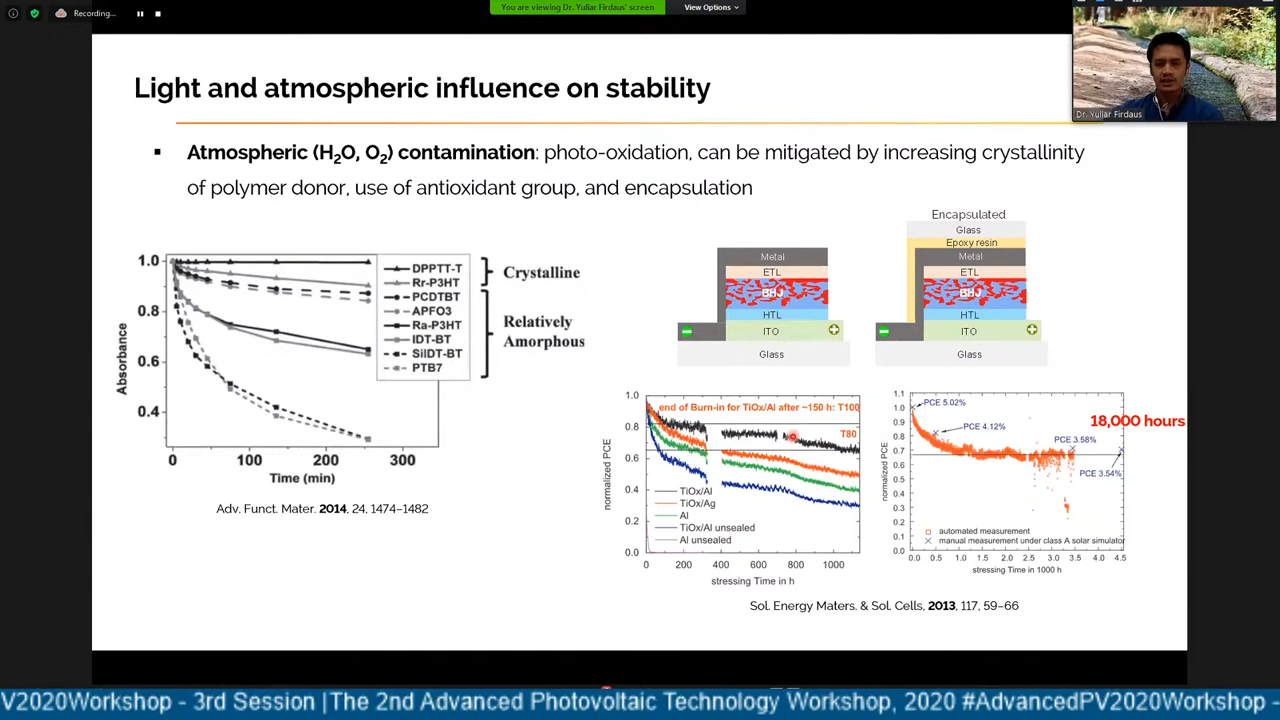 Recording...
You are viewing Dr. Yuliar Firdaus' screen
View Options
Dr. Yuliar Firdaus
Light and atmospheric influence on stability
▪ Atmospheric (H2O, O2) contamination: photo-oxidation, can be mitigated by increasing crystallinity
of polymer donor, use of antioxidant group, and encapsulation
Absorbance
1.0
0.8
0.6
0.4
0
100
200
300
Time (min)
DPPTT-T
Rr-P3HT
PCDTBT
APFO3
Ra-P3HT
IDT-BT
SiIDT-BT
PTB7
Crystalline
Relatively
Amorphous
Adv. Funct. Mater. 2014, 24, 1474–1482
Metal
ETL
BHJ
HTL
ITO
Glass
Encapsulated
Glass
Epoxy resin
Metal
ETL
BHJ
HTL
ITO
Glass
normalized PCE
1.0
0.8
0.6
0.4
0.2
0.0
end of Burn-in for TiOx/Al after ~150 h: T100
T80
TiOx/Al
TiOx/Ag
Al
TiOx/Al unsealed
Al unsealed
0
200
400
600
800
1000
stressing Time in h
normalized PCE
1.1
1.0
0.9
0.8
0.7
0.6
0.5
0.4
0.3
0.2
0.1
0.0
PCE 5.02%
PCE 4.12%
PCE 3.58%
PCE 3.54%
18,000 hours
automated measurement
manual measurement under class A solar simulator
0.0
0.5
1.0
1.5
2.0
2.5
3.0
3.5
4.0
4.5
stressing Time in 1000 h
Sol. Energy Maters. & Sol. Cells, 2013, 117, 59–66
V2020Workshop - 3rd Session |The 2nd Advanced Photovoltaic Technology Workshop, 2020 #AdvancedPV2020Workshop -